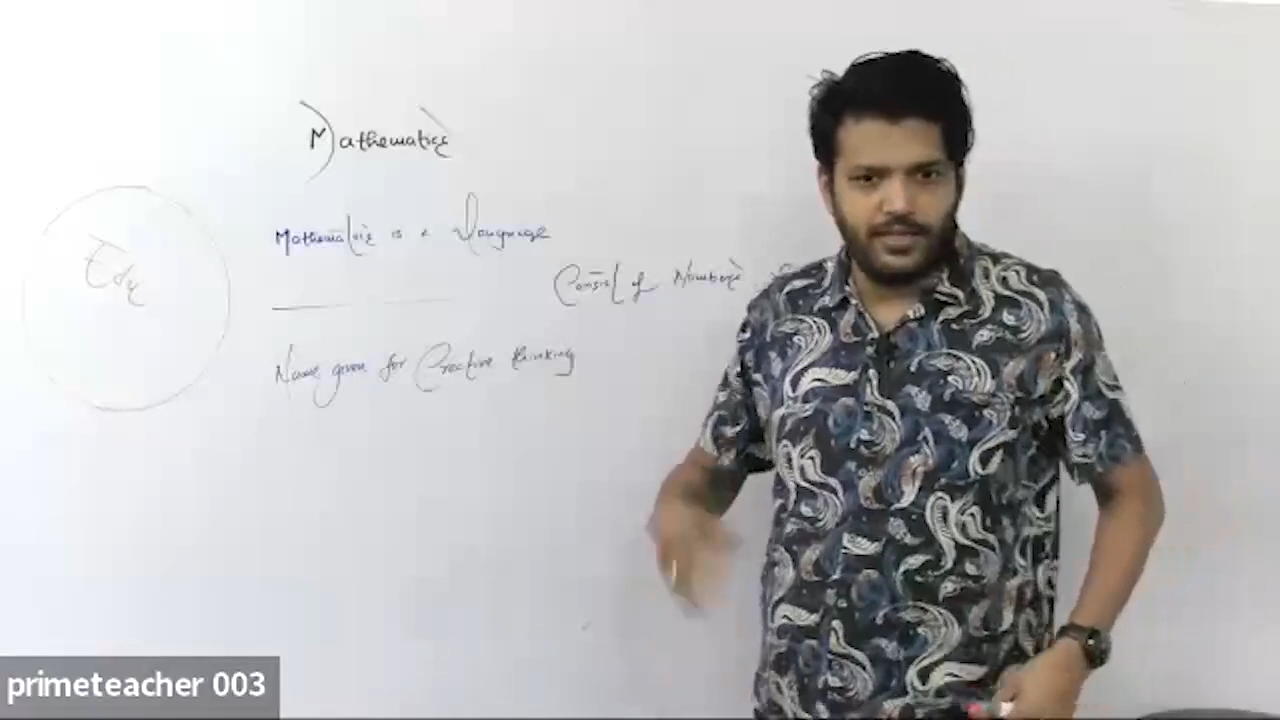 Mathematics
Mathematics is a language
Consist of Numbers
Name given for Creative thinking
primeteacher 003